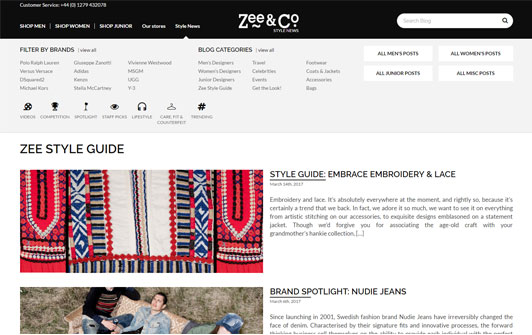 Customer Service: +44 (0) 1279 432078
SHOP MEN | SHOP WOMEN | SHOP JUNIOR Our stores Style News
Zee & Co
STYLE NEWS
Search Blog
FILTER BY BRANDS | view all
Polo Ralph Lauren Giuseppe Zanotti Vivienne Westwood
Versus Versace Adidas MSGM
DSquared2 Kenzo UGG
Michael Kors Stella McCartney Y-3
BLOG CATEGORIES | view all
Men's Designers Travel Footwear
Women's Designers Celebrities Coats & Jackets
Junior Designers Events Accessories
Zee Style Guide Get the Look! Bags
ALL MEN'S POSTS ALL WOMEN'S POSTS
ALL JUNIOR POSTS ALL MISC POSTS
VIDEOS COMPETITION SPOTLIGHT STAFF PICKS LIFESTYLE CARE, FIT & COUNTERFEIT TRENDING
ZEE STYLE GUIDE
STYLE GUIDE: EMBRACE EMBROIDERY & LACE
March 14th, 2017
Embroidery and lace. It's absolutely everywhere at the moment, and rightly so, because it's
certainly a trend that we back. In fact, we adore it so much, we want to see it on everything
from artistic stitching on our accessories, to exquisite designs emblasoned on a statement
jacket. Though we'd forgive you for associating the age-old craft with your
grandmother's hankie collection, [...]
BRAND SPOTLIGHT: NUDIE JEANS
March 6th, 2017
Since launching in 2001, Swedish fashion brand Nudie Jeans have irreversibly changed the
face of denim. Characterised by their signature fits and innovative processes, the forward